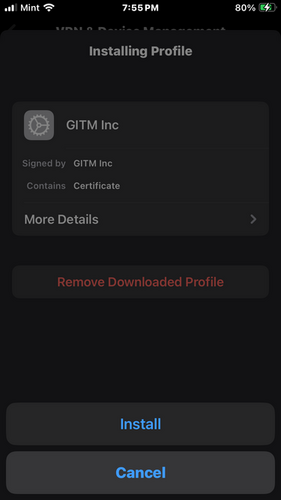 Mint 7:55 PM 80%
VPN & Device Management
Installing Profile
GITM Inc
Signed by GITM Inc
Contains Certificate
More Details
Remove Downloaded Profile
Install
Cancel